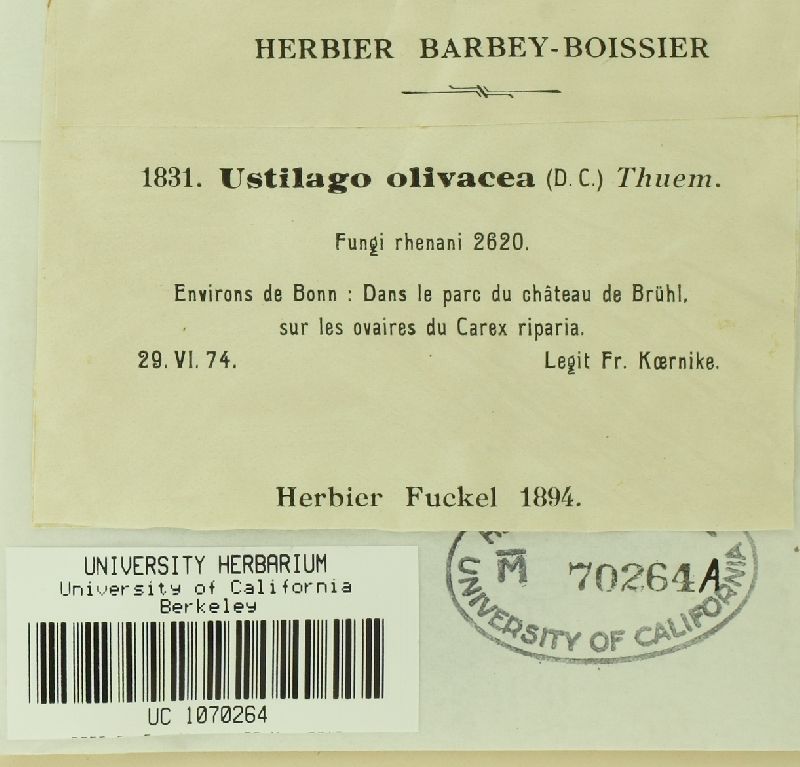 HERBIER BARBEY-BOISSIER
1831. Ustilago olivacea (D. C.) Thuem.
Fungi rhenani 2620.
Environs de Bonn : Dans le parc du château de Brühl,
sur les ovaires du Carex riparia.
29. VI. 74. Legit Fr. Kœrnike.
Herbier Fuckel 1894.
UNIVERSITY HERBARIUM
University of California
Berkeley
UC 1070264
M 70264A
UNIVERSITY OF CALIFORNIA